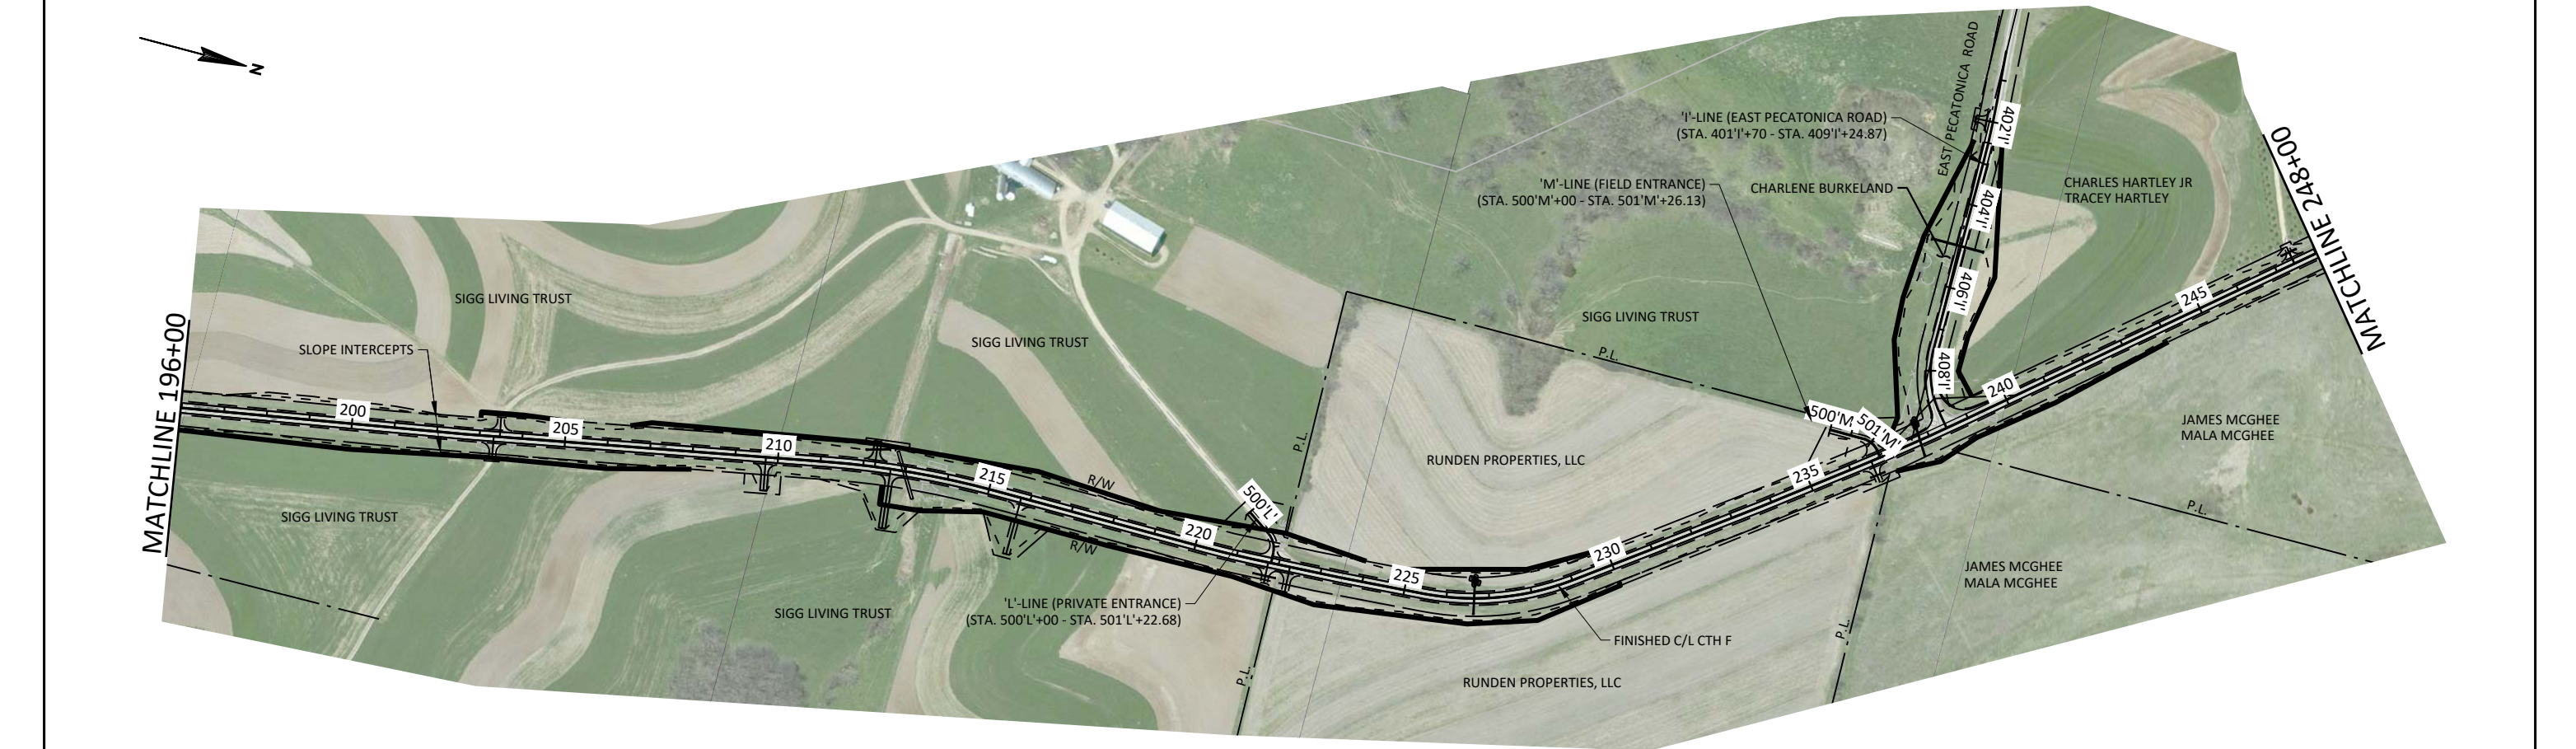 N
EAST PECATONICA ROAD
402'I'
'I'-LINE (EAST PECATONICA ROAD)
(STA. 401'I'+70 - STA. 409'I'+24.87)
MATCHLINE 248+00
'M'-LINE (FIELD ENTRANCE)
(STA. 500'M'+00 - STA. 501'M'+26.13)
CHARLENE BURKELAND
CHARLES HARTLEY JR
TRACEY HARTLEY
404'I'
406'I'
408'I'
SIGG LIVING TRUST
SIGG LIVING TRUST
SIGG LIVING TRUST
245
MATCHLINE 196+00
SLOPE INTERCEPTS
P.L.
240
200
205
210
215
R/W
P.L.
500'M'
501'M'
JAMES MCGHEE
MALA MCGHEE
RUNDEN PROPERTIES, LLC
235
500'L'
P.L.
SIGG LIVING TRUST
220
R/W
230
225
JAMES MCGHEE
MALA MCGHEE
'L'-LINE (PRIVATE ENTRANCE)
(STA. 500'L'+00 - STA. 501'L'+22.68)
SIGG LIVING TRUST
FINISHED C/L CTH F
P.L.
P.L.
RUNDEN PROPERTIES, LLC